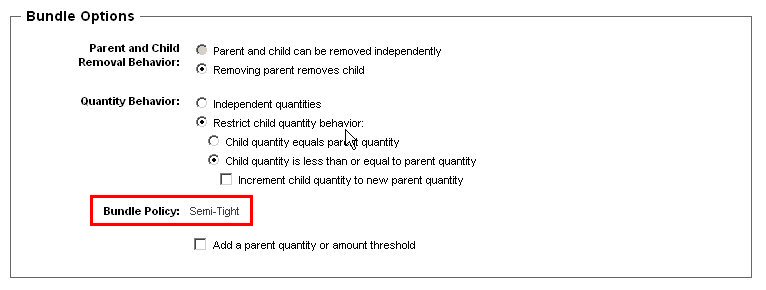 Bundle Options
Parent and Child
Removal Behavior:
Parent and child can be removed independently
Removing parent removes child
Quantity Behavior:
Independent quantities
Restrict child quantity behavior:
Child quantity equals parent quantity
Child quantity is less than or equal to parent quantity
Increment child quantity to new parent quantity
Bundle Policy: Semi-Tight
Add a parent quantity or amount threshold